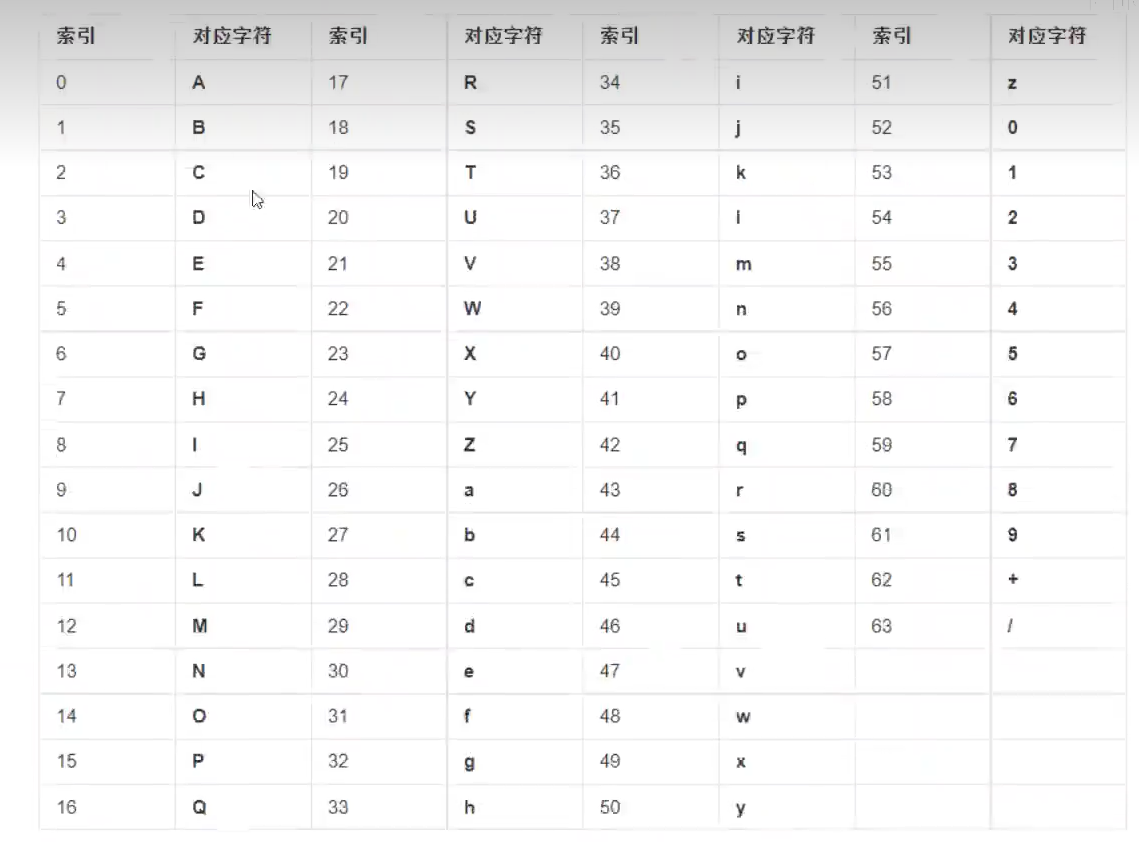 索引 对应字符 索引 对应字符 索引 对应字符 索引 对应字符
0 A 17 R 34 i 51 z
1 B 18 S 35 j 52 0
2 C 19 T 36 k 53 1
3 D 20 U 37 l 54 2
4 E 21 V 38 m 55 3
5 F 22 W 39 n 56 4
6 G 23 X 40 o 57 5
7 H 24 Y 41 p 58 6
8 I 25 Z 42 q 59 7
9 J 26 a 43 r 60 8
10 K 27 b 44 s 61 9
11 L 28 c 45 t 62 +
12 M 29 d 46 u 63 /
13 N 30 e 47 v
14 O 31 f 48 w
15 P 32 g 49 x
16 Q 33 h 50 y